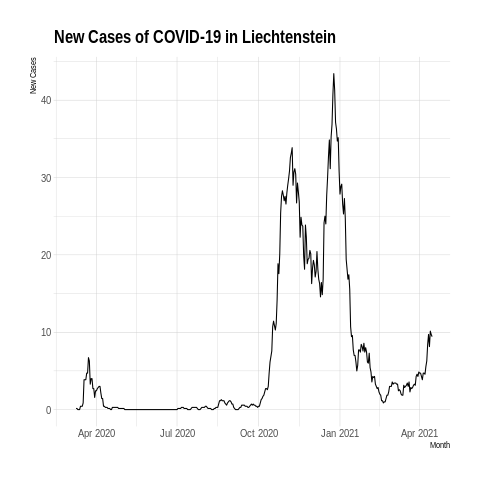 New Cases of COVID-19 in Liechtenstein
New Cases
40
30
20
10
0
Apr 2020 Jul 2020 Oct 2020 Jan 2021 Apr 2021
Month